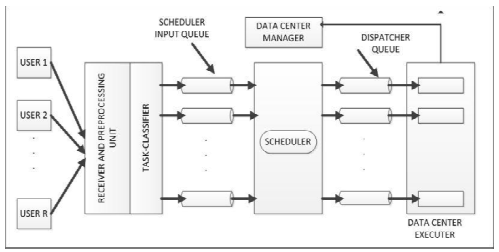 SCHEDULER
INPUT QUEUE
DATA CENTER
MANAGER
DISPATCHER
QUEUE
USER 1
USER 2
USER R
RECEIVER AND PREPROCESSING
UNIT
TASK-CLASSIFIER
SCHEDULER
DATA CENTER
EXECUTER